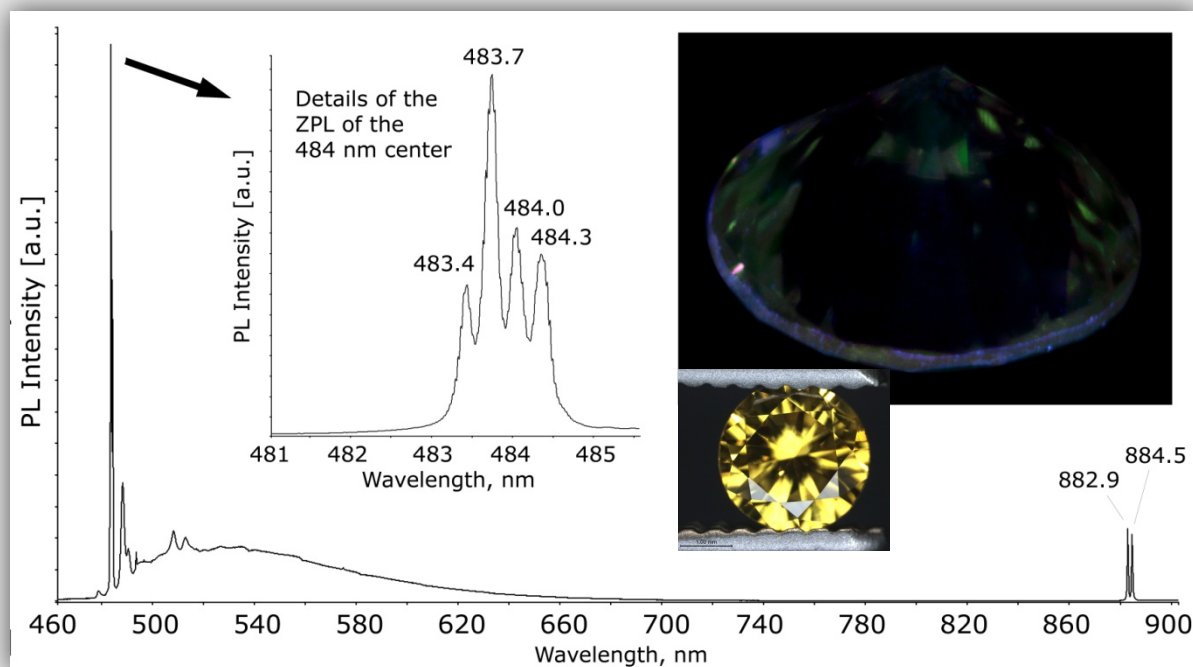 PL Intensity [a.u.]
Details of the
ZPL of the
484 nm center
PL Intensity [a.u.]
483.7
484.0
484.3
483.4
481 482 483 484 485
Wavelength, nm
882.9
884.5
460 500 540 580 620 660 700 740 780 820 860 900
Wavelength, nm